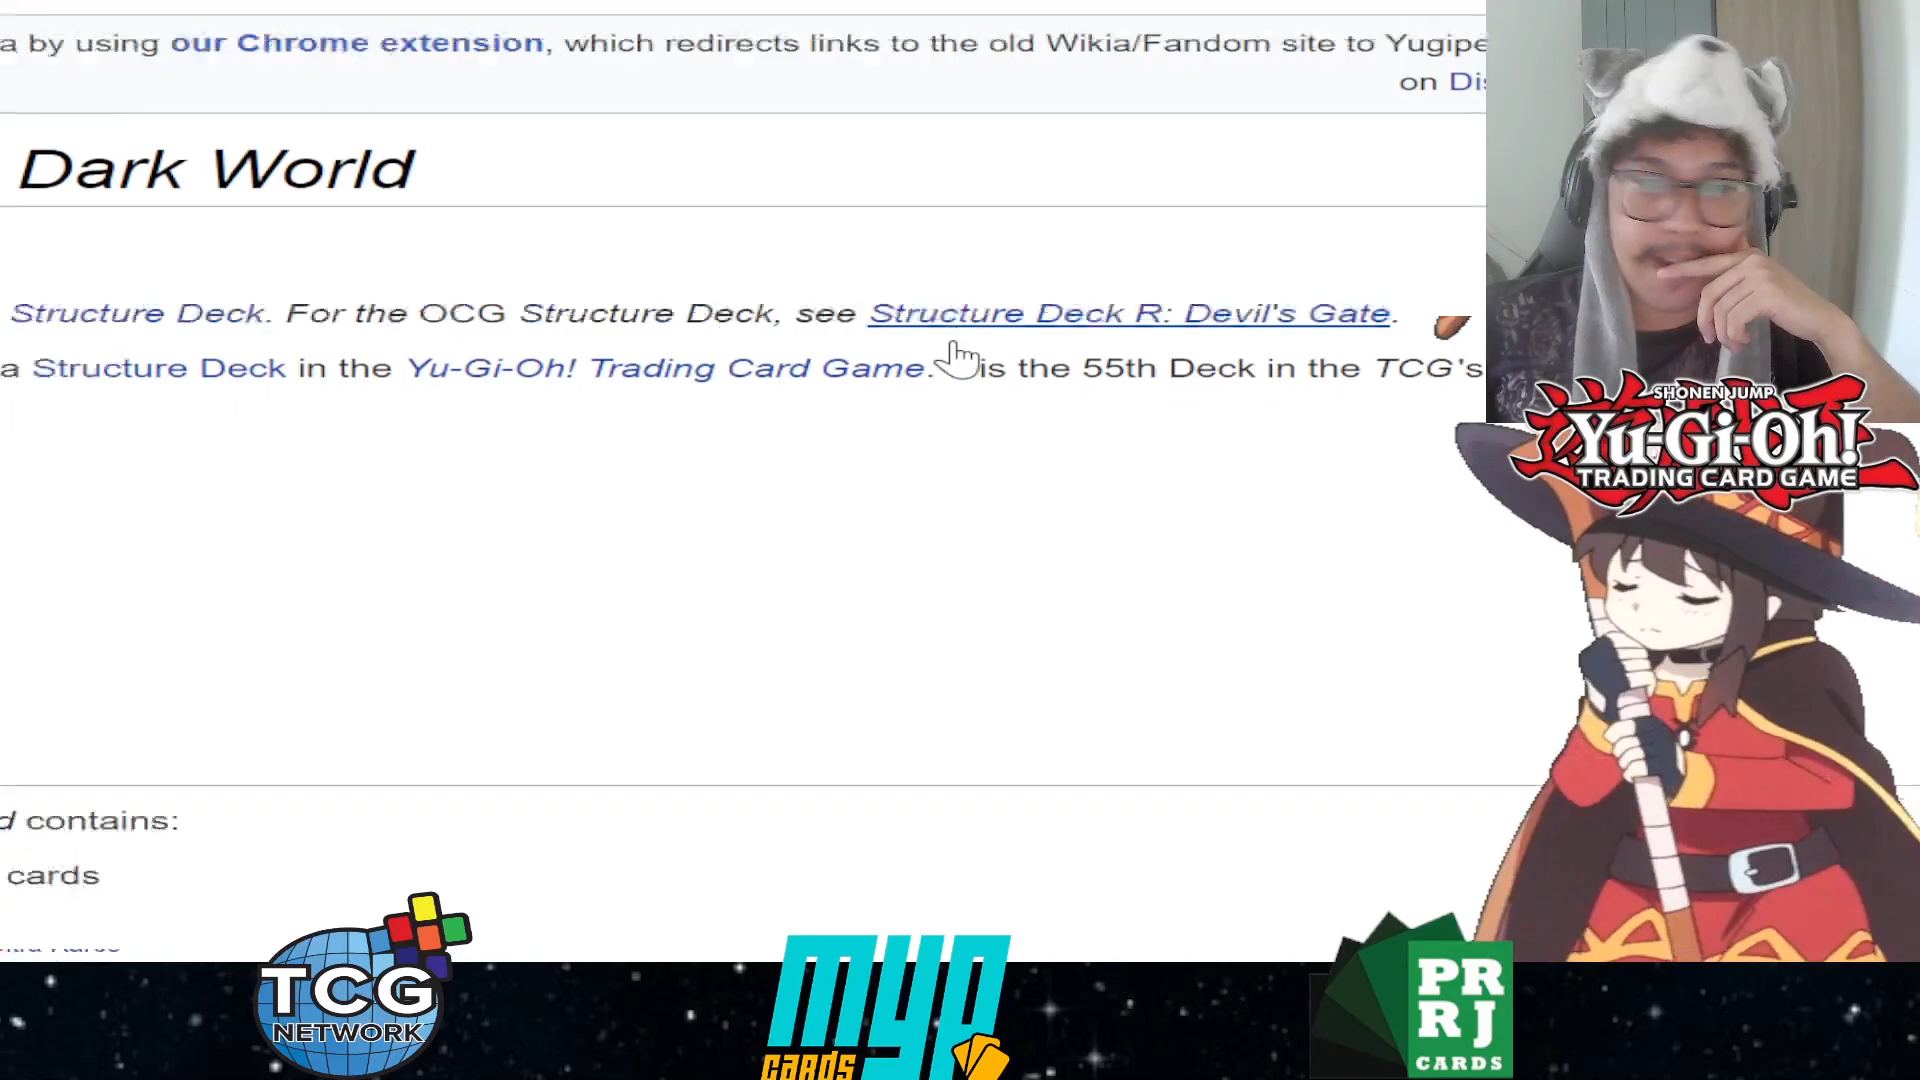 a by using our Chrome extension, which redirects links to the old Wikia/Fandom site to Yugipe
on Dis
Dark World
Structure Deck. For the OCG Structure Deck, see Structure Deck R: Devil's Gate.
a Structure Deck in the Yu-Gi-Oh! Trading Card Game. is the 55th Deck in the TCG's
d contains:
cards
SHONEN JUMP
Yu-Gi-Oh!
TRADING CARD GAME
TCG
NETWORK
myp
cards
PR
RJ
CARDS